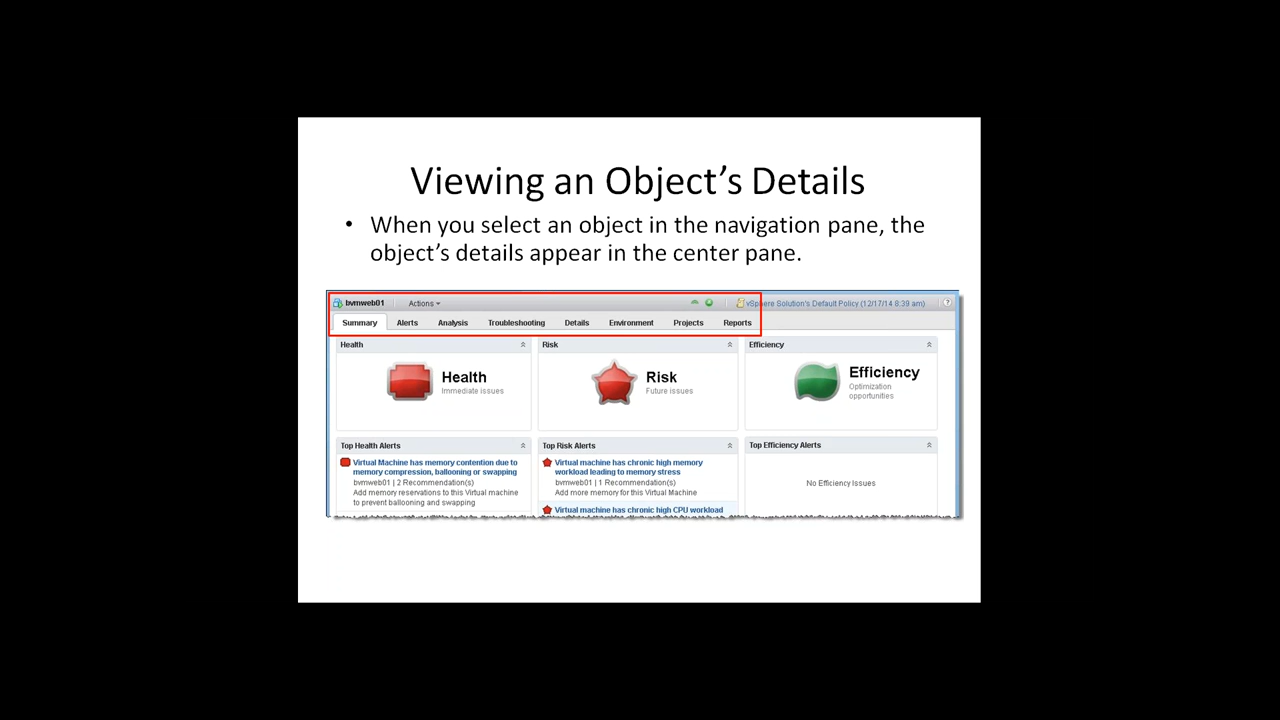 Viewing an Object's Details
• When you select an object in the navigation pane, the
object's details appear in the center pane.
bvmweb01 Actions vSphere Solution's Default Policy (12/17/14 8:39 am) ?
Summary Alerts Analysis Troubleshooting Details Environment Projects Reports
Health Risk Efficiency
Health
Immediate issues
Risk
Future issues
Efficiency
Optimization
opportunities
Top Health Alerts
Virtual Machine has memory contention due to
memory compression, ballooning or swapping
bvmweb01 | 2 Recommendation(s)
Add memory reservations to this Virtual machine
to prevent ballooning and swapping
Top Risk Alerts
Virtual machine has chronic high memory
workload leading to memory stress
bvmweb01 | 1 Recommendation(s)
Add more memory for this Virtual Machine
Virtual machine has chronic high CPU workload
Top Efficiency Alerts
No Efficiency Issues